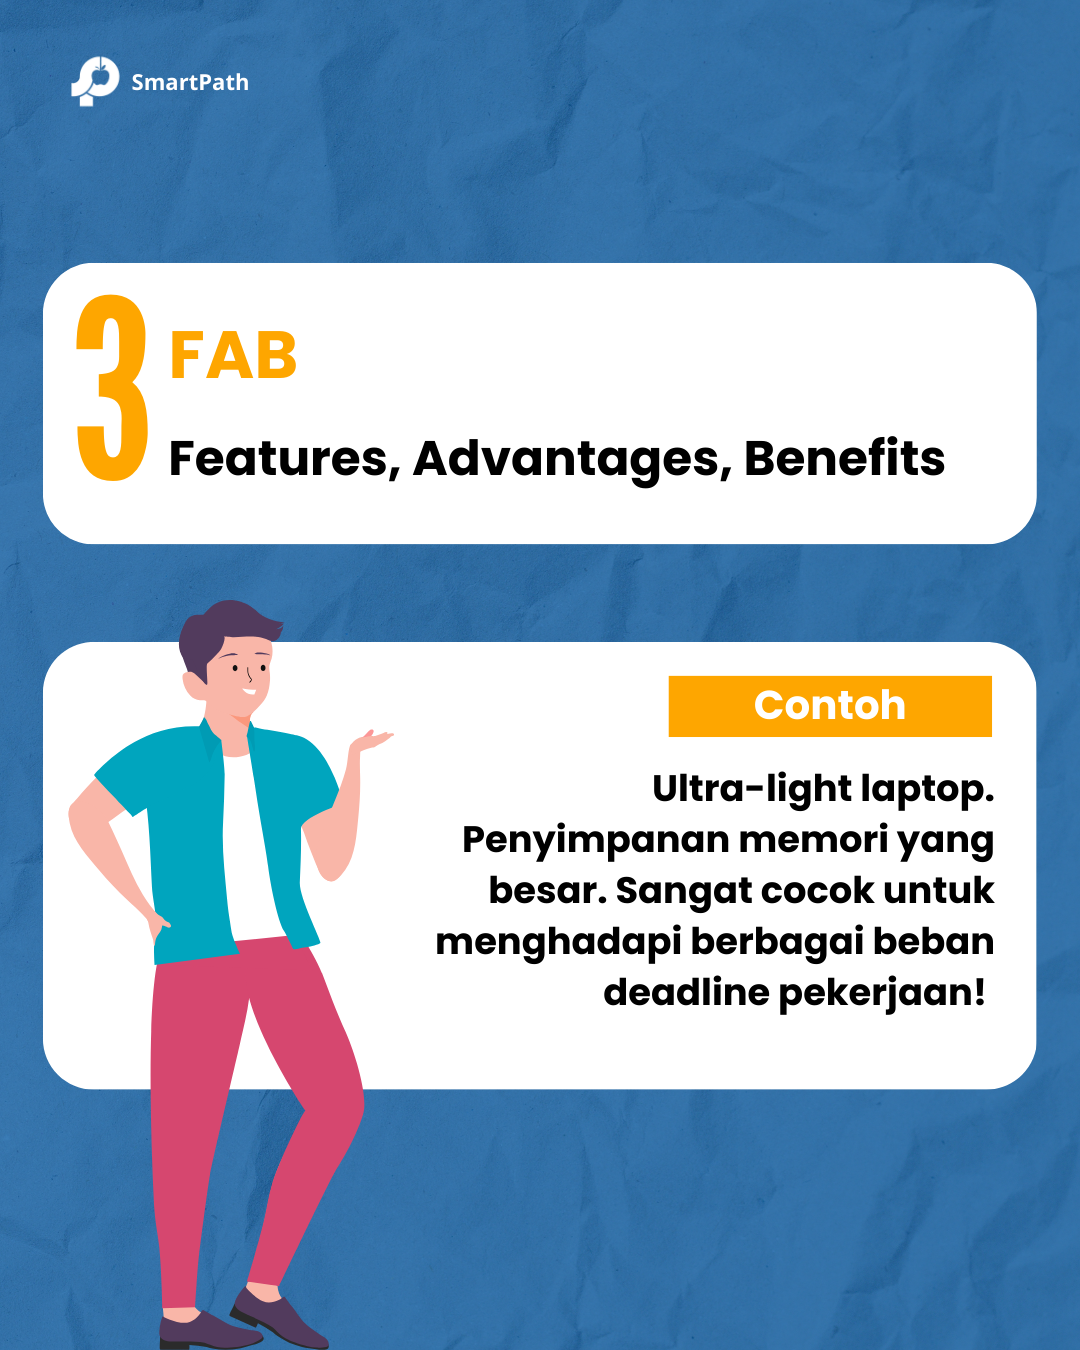 SmartPath
3
FAB
Features, Advantages, Benefits
Contoh
Ultra-light laptop.
Penyimpanan memori yang
besar. Sangat cocok untuk
menghadapi berbagai beban
deadline pekerjaan!